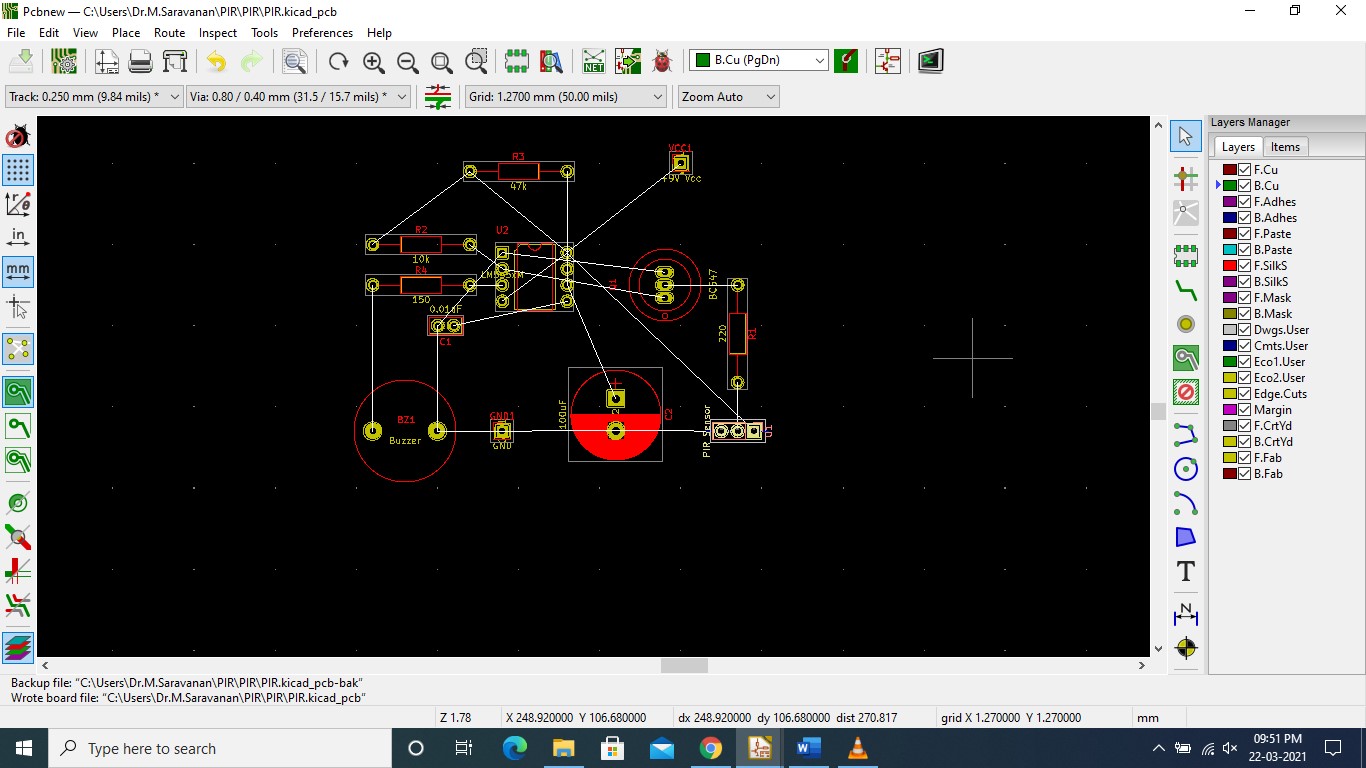 Pcbnew — C:\Users\Dr.M.Saravanan\PIR\PIR\PIR.kicad_pcb
File Edit View Place Route Inspect Tools Preferences Help
NET
B.Cu (PgDn)
Track: 0.250 mm (9.84 mils) *
Via: 0.80 / 0.40 mm (31.5 / 15.7 mils) *
Grid: 1.2700 mm (50.00 mils)
Zoom Auto
in
mm
R3
47k
VCC1
+9V Vcc
R2
10k
U2
R4
150
BC547
0.01uF
C1
220
R1
BZ1
Buzzer
GND1
GND
100uF
C2
PIR Sensor
T
N
Layers Manager
Layers Items
F.Cu
B.Cu
F.Adhes
B.Adhes
F.Paste
B.Paste
F.SilkS
B.SilkS
F.Mask
B.Mask
Dwgs.User
Cmts.User
Eco1.User
Eco2.User
Edge.Cuts
Margin
F.CrtYd
B.CrtYd
F.Fab
B.Fab
Backup file: "C:\Users\Dr.M.Saravanan\PIR\PIR\PIR.kicad_pcb-bak"
Wrote board file: "C:\Users\Dr.M.Saravanan\PIR\PIR\PIR.kicad_pcb"
Z 1.78
X 248.920000 Y 106.680000
dx 248.920000 dy 106.680000 dist 270.817
grid X 1.270000 Y 1.270000
mm
Type here to search
W
09:51 PM
22-03-2021